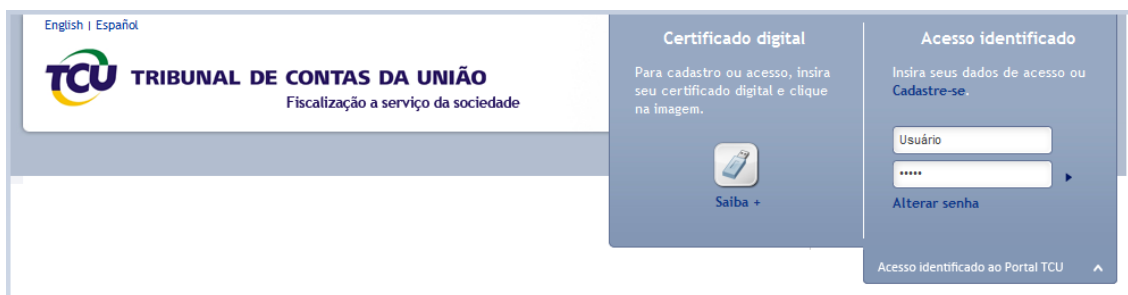 English | Español
TCU TRIBUNAL DE CONTAS DA UNIÃO
Fiscalização a serviço da sociedade
Certificado digital
Para cadastro ou acesso, insira
seu certificado digital e clique
na imagem.
Saiba +
Acesso identificado
Insira seus dados de acesso ou
Cadastre-se.
Usuário
•••••
Alterar senha
Acesso identificado ao Portal TCU